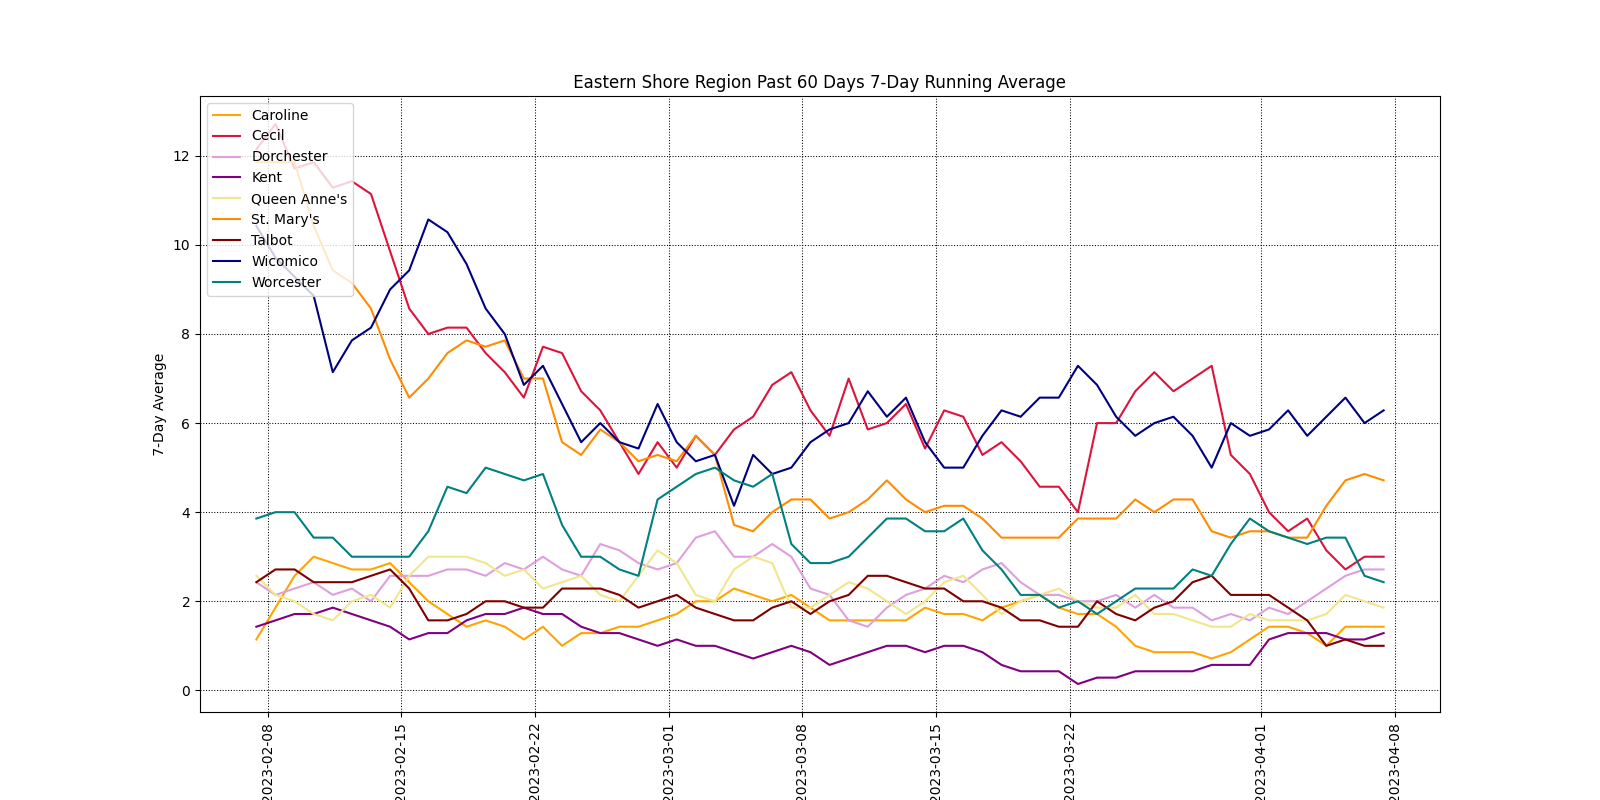 Eastern Shore Region Past 60 Days 7-Day Running Average
Caroline
Cecil
Dorchester
Kent
Queen Anne's
St. Mary's
Talbot
Wicomico
Worcester
7-Day Average
12
10
8
6
4
2
0
2023-02-08
2023-02-15
2023-02-22
2023-03-01
2023-03-08
2023-03-15
2023-03-22
2023-04-01
2023-04-08